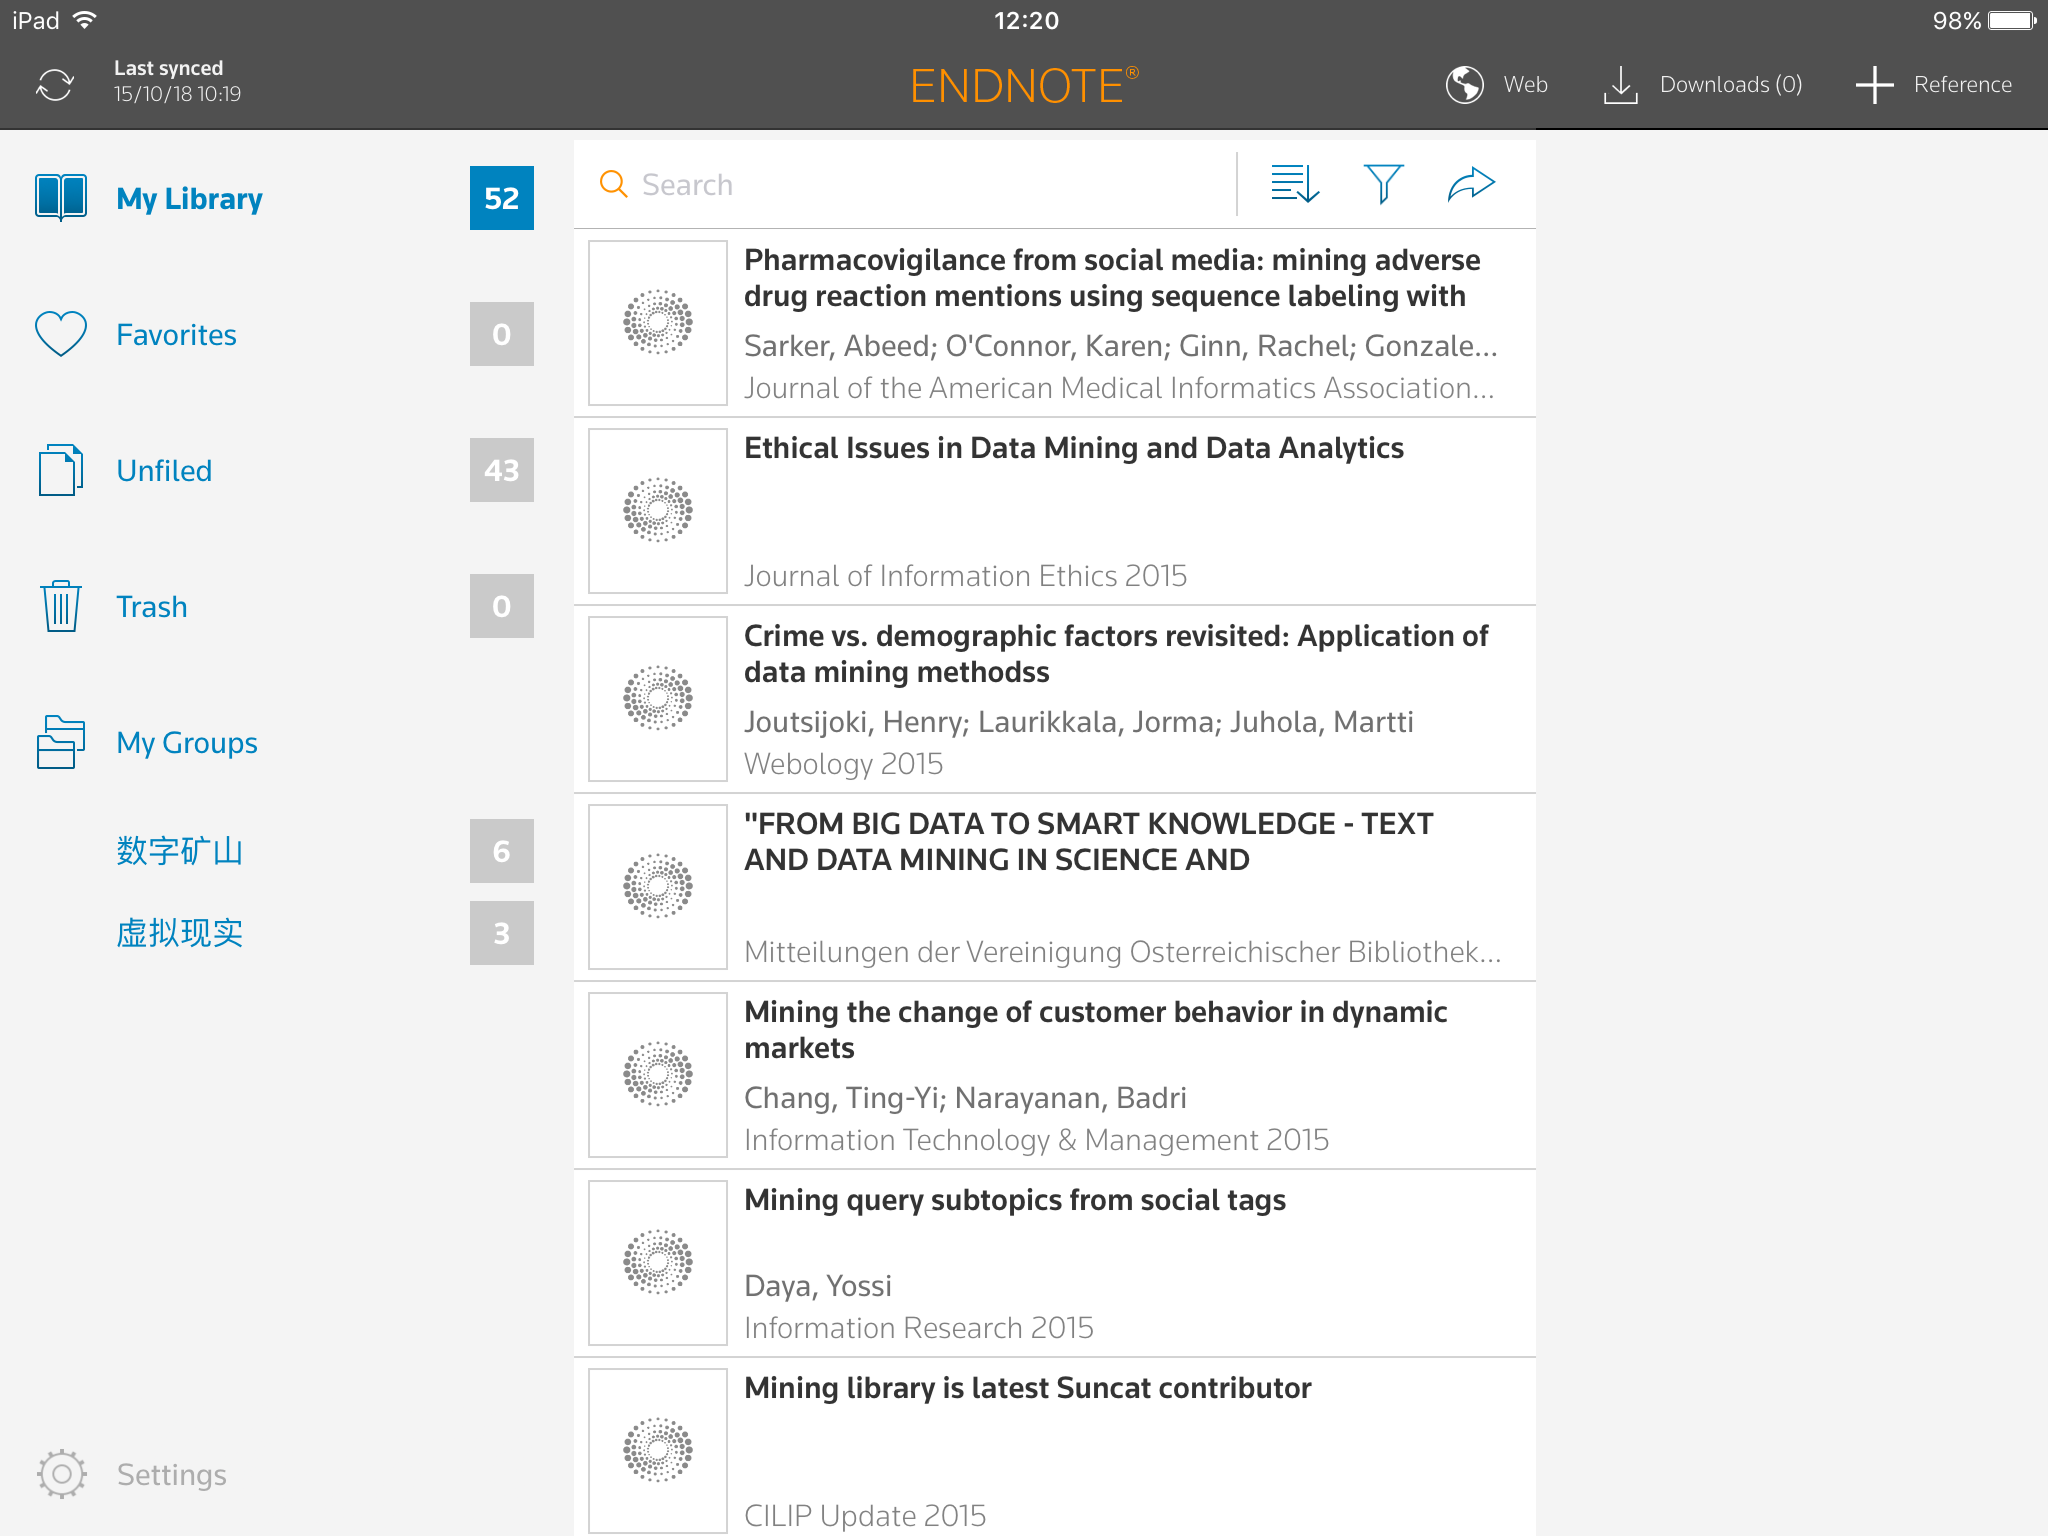 iPad
12:20
98%
Last synced
15/10/18 10:19
ENDNOTE®
Web
Downloads (0)
Reference
My Library
52
Favorites
0
Unfiled
43
Trash
0
My Groups
数字矿山
6
虚拟现实
3
Settings
Search
Pharmacovigilance from social media: mining adverse
drug reaction mentions using sequence labeling with
Sarker, Abeed; O'Connor, Karen; Ginn, Rachel; Gonzale...
Journal of the American Medical Informatics Association...
Ethical Issues in Data Mining and Data Analytics
Journal of Information Ethics 2015
Crime vs. demographic factors revisited: Application of
data mining methodss
Joutsijoki, Henry; Laurikkala, Jorma; Juhola, Martti
Webology 2015
"FROM BIG DATA TO SMART KNOWLEDGE - TEXT
AND DATA MINING IN SCIENCE AND
Mitteilungen der Vereinigung Osterreichischer Bibliothek...
Mining the change of customer behavior in dynamic
markets
Chang, Ting-Yi; Narayanan, Badri
Information Technology & Management 2015
Mining query subtopics from social tags
Daya, Yossi
Information Research 2015
Mining library is latest Suncat contributor
CILIP Update 2015